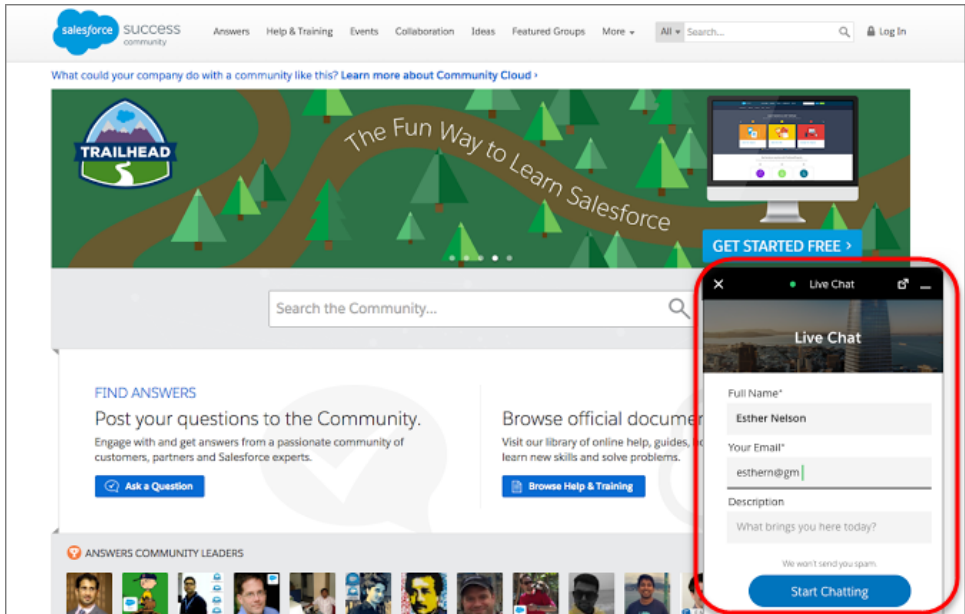 salesforce success community
Answers Help & Training Events Collaboration Ideas Featured Groups More All Search... Log In
What could your company do with a community like this? Learn more about Community Cloud ›
TRAILHEAD
The Fun Way to Learn Salesforce
GET STARTED FREE ›
Search the Community...
FIND ANSWERS
Post your questions to the Community.
Engage with and get answers from a passionate community of
customers, partners and Salesforce experts.
Ask a Question
Browse official docume
Visit our library of online help, guides,
learn new skills and solve problems.
Browse Help & Training
ANSWERS COMMUNITY LEADERS
Live Chat
Live Chat
Full Name*
Esther Nelson
Your Email*
esthern@gm
Description
What brings you here today?
We won't send you spam.
Start Chatting